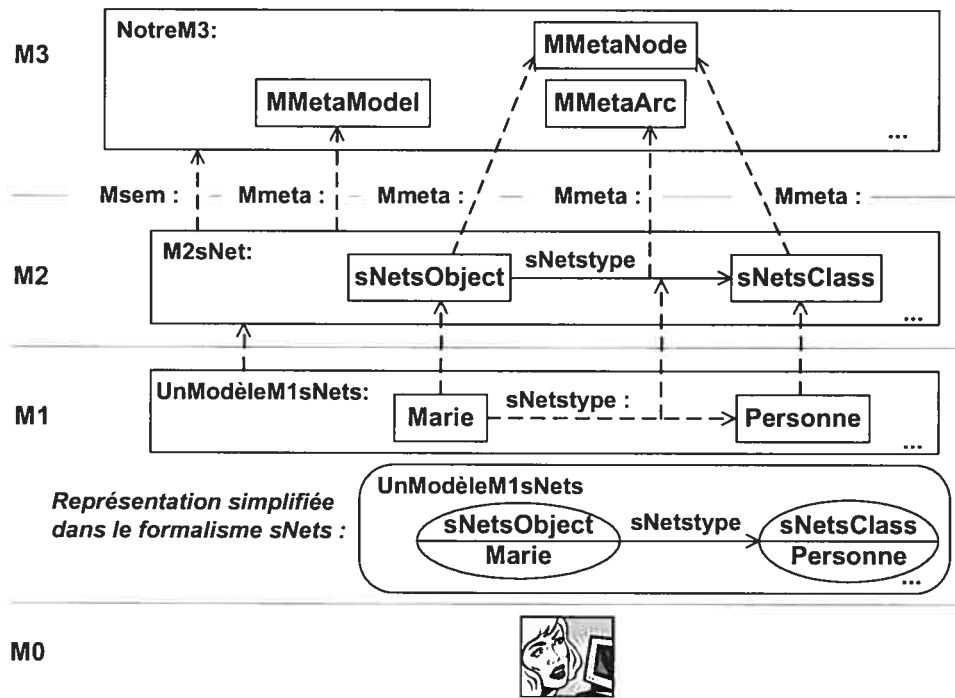 M3
NotreM3:
MMetaNode
MMetaModel
MMetaArc
...
Msem :
Mmeta :
Mmeta :
Mmeta :
Mmeta :
M2
M2sNet:
sNetsObject
sNetstype
sNetsClass
...
M1
UnModèleM1sNets:
Marie
sNetstype :
Personne
...
Représentation simplifiée
dans le formalisme sNets :
UnModèleM1sNets
sNetsObject
Marie
sNetstype
sNetsClass
Personne
...
M0